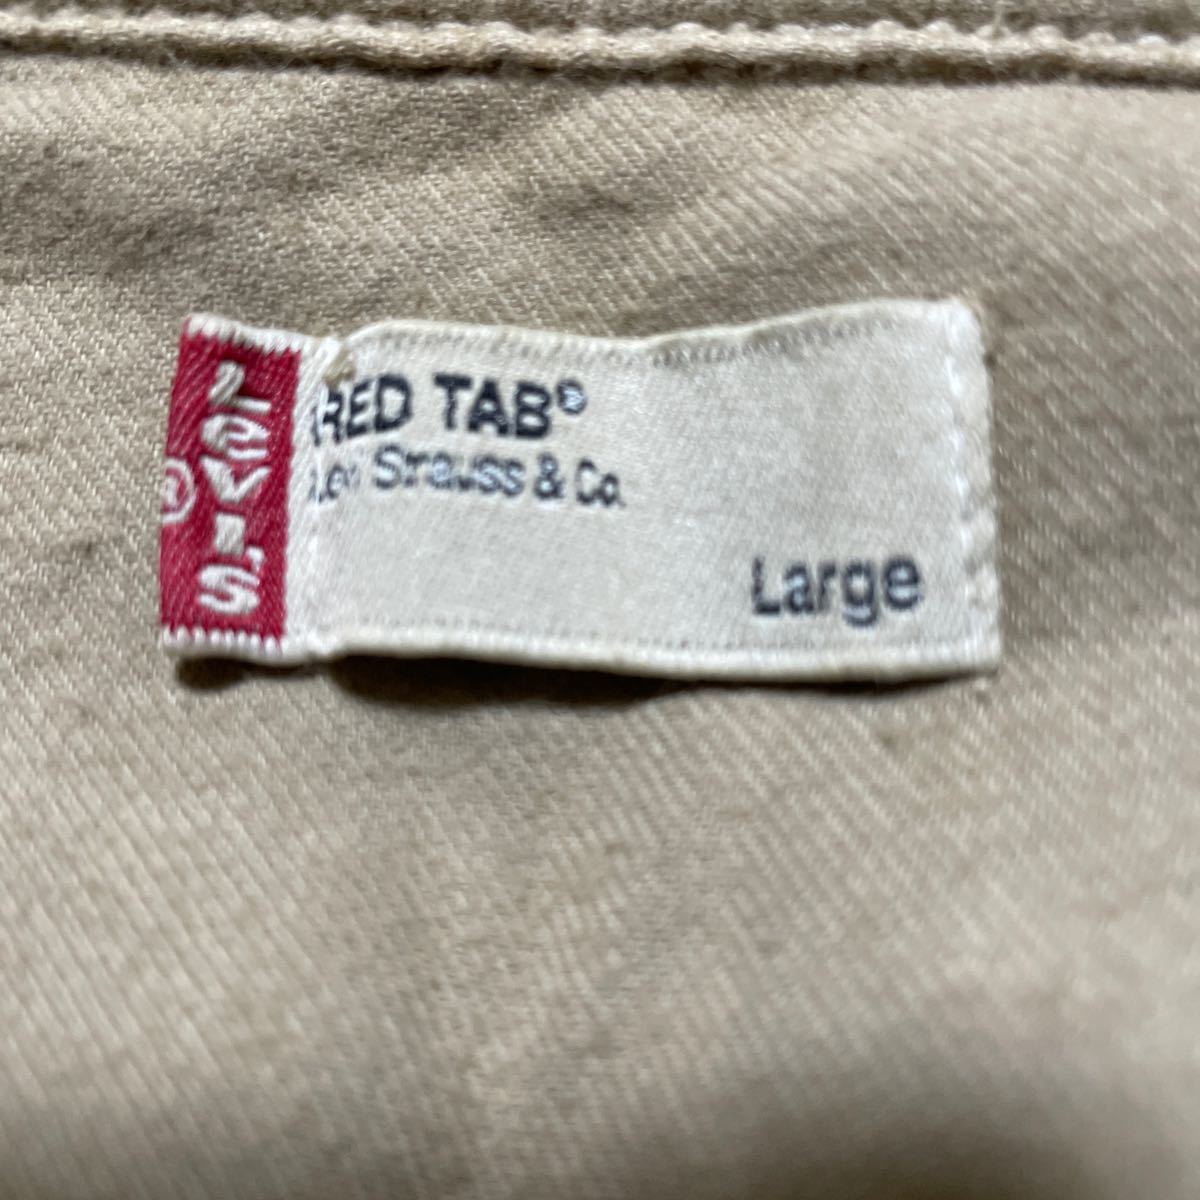 LEVI'S
®
RED TAB®
Levi Strauss & Co.
Large